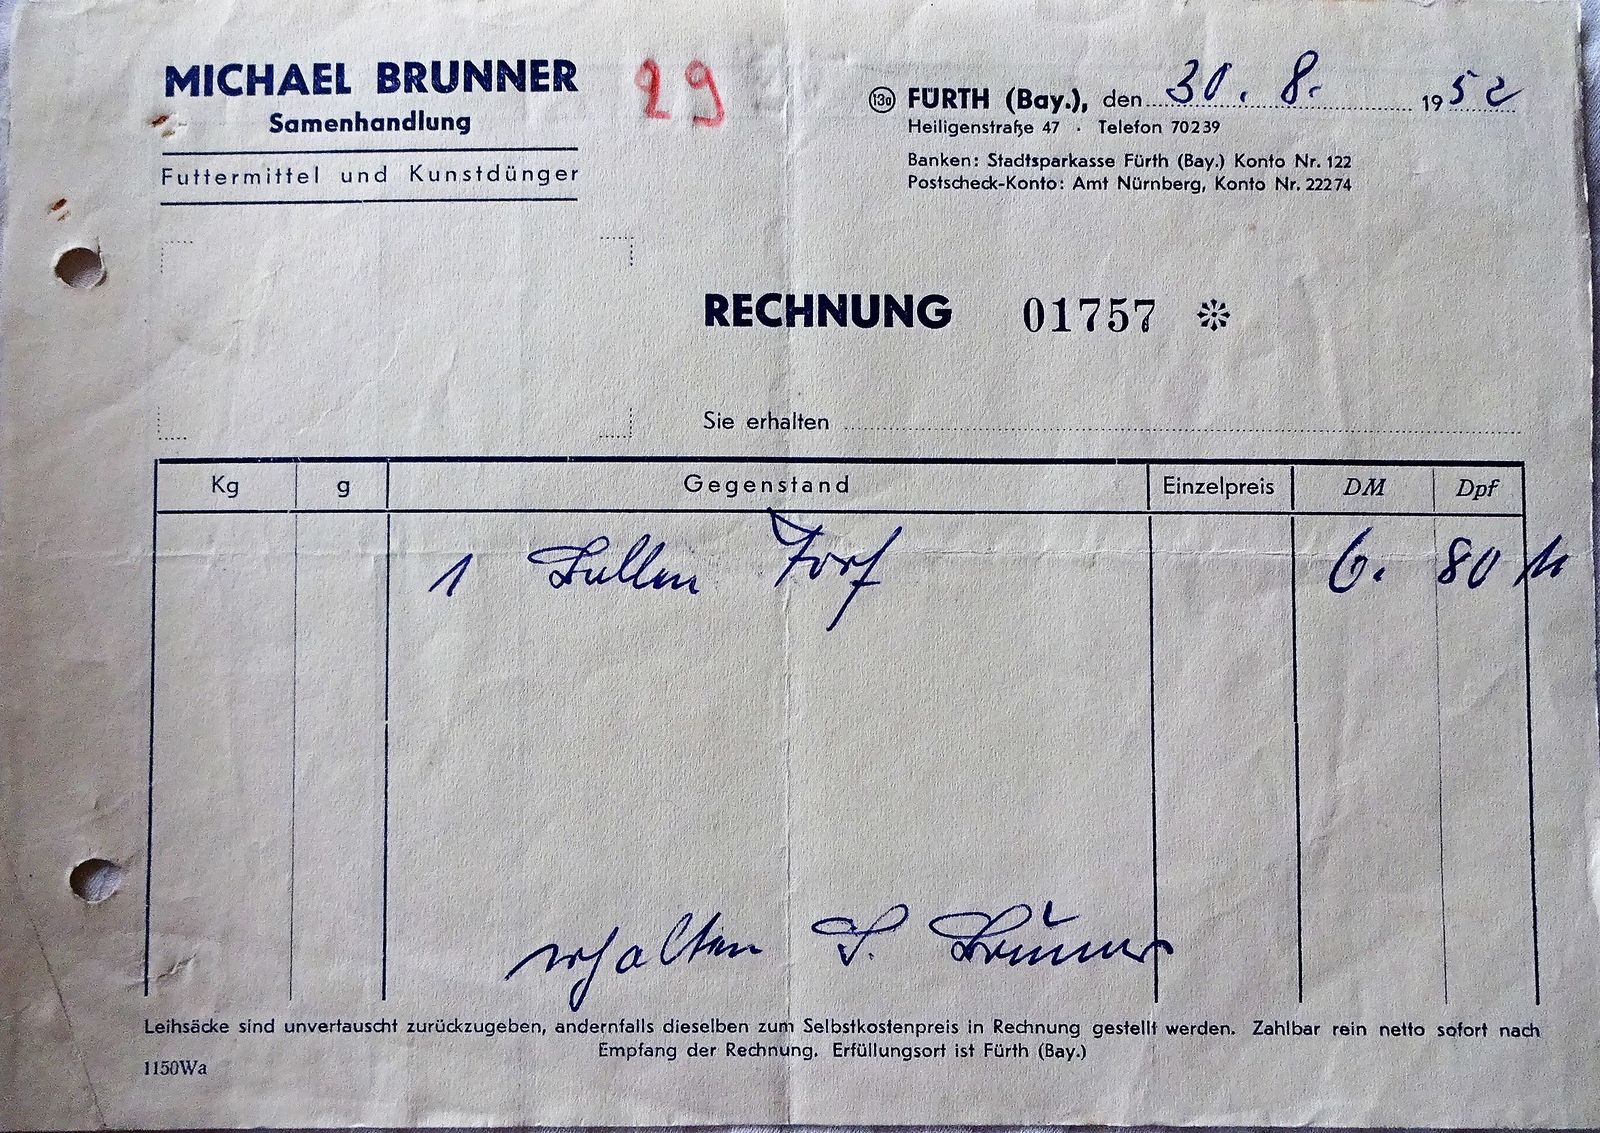 MICHAEL BRUNNER
Samenhandlung
Futtermittel und Kunstdünger
29
13a FÜRTH (Bay.), den 30. 8. 1952
Heiligenstraße 47 · Telefon 70239
Banken: Stadtsparkasse Fürth (Bay.) Konto Nr. 122
Postscheck-Konto: Amt Nürnberg, Konto Nr. 22274
RECHNUNG 01757
Sie erhalten
Kg g Gegenstand Einzelpreis DM Dpf
1 Ballen Torf 6. 80
erhalten Brunner
Leihsäcke sind unvertauscht zurückzugeben, andernfalls dieselben zum Selbstkostenpreis in Rechnung gestellt werden. Zahlbar rein netto sofort nach
Empfang der Rechnung. Erfüllungsort ist Fürth (Bay.)
1150Wa